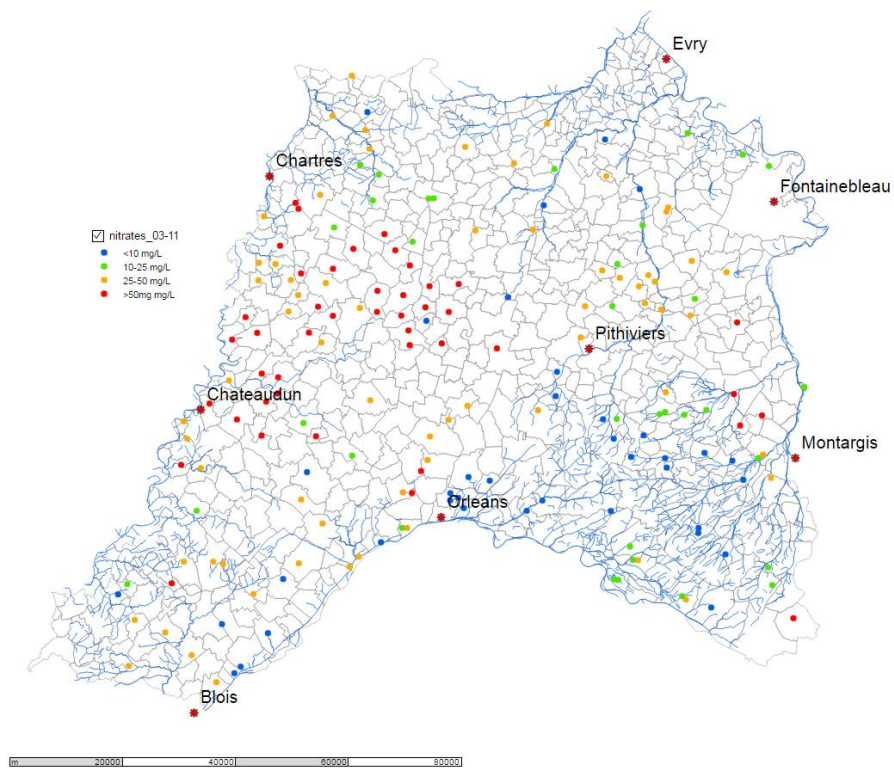 Evry
Chartres
Fontainebleau
nitrates_03-11
<10 mg/L
10-25 mg/L
25-50 mg/L
>50mg mg/L
Pithiviers
Chateaudun
Montargis
Orleans
Blois
m 20000 40000 60000 80000